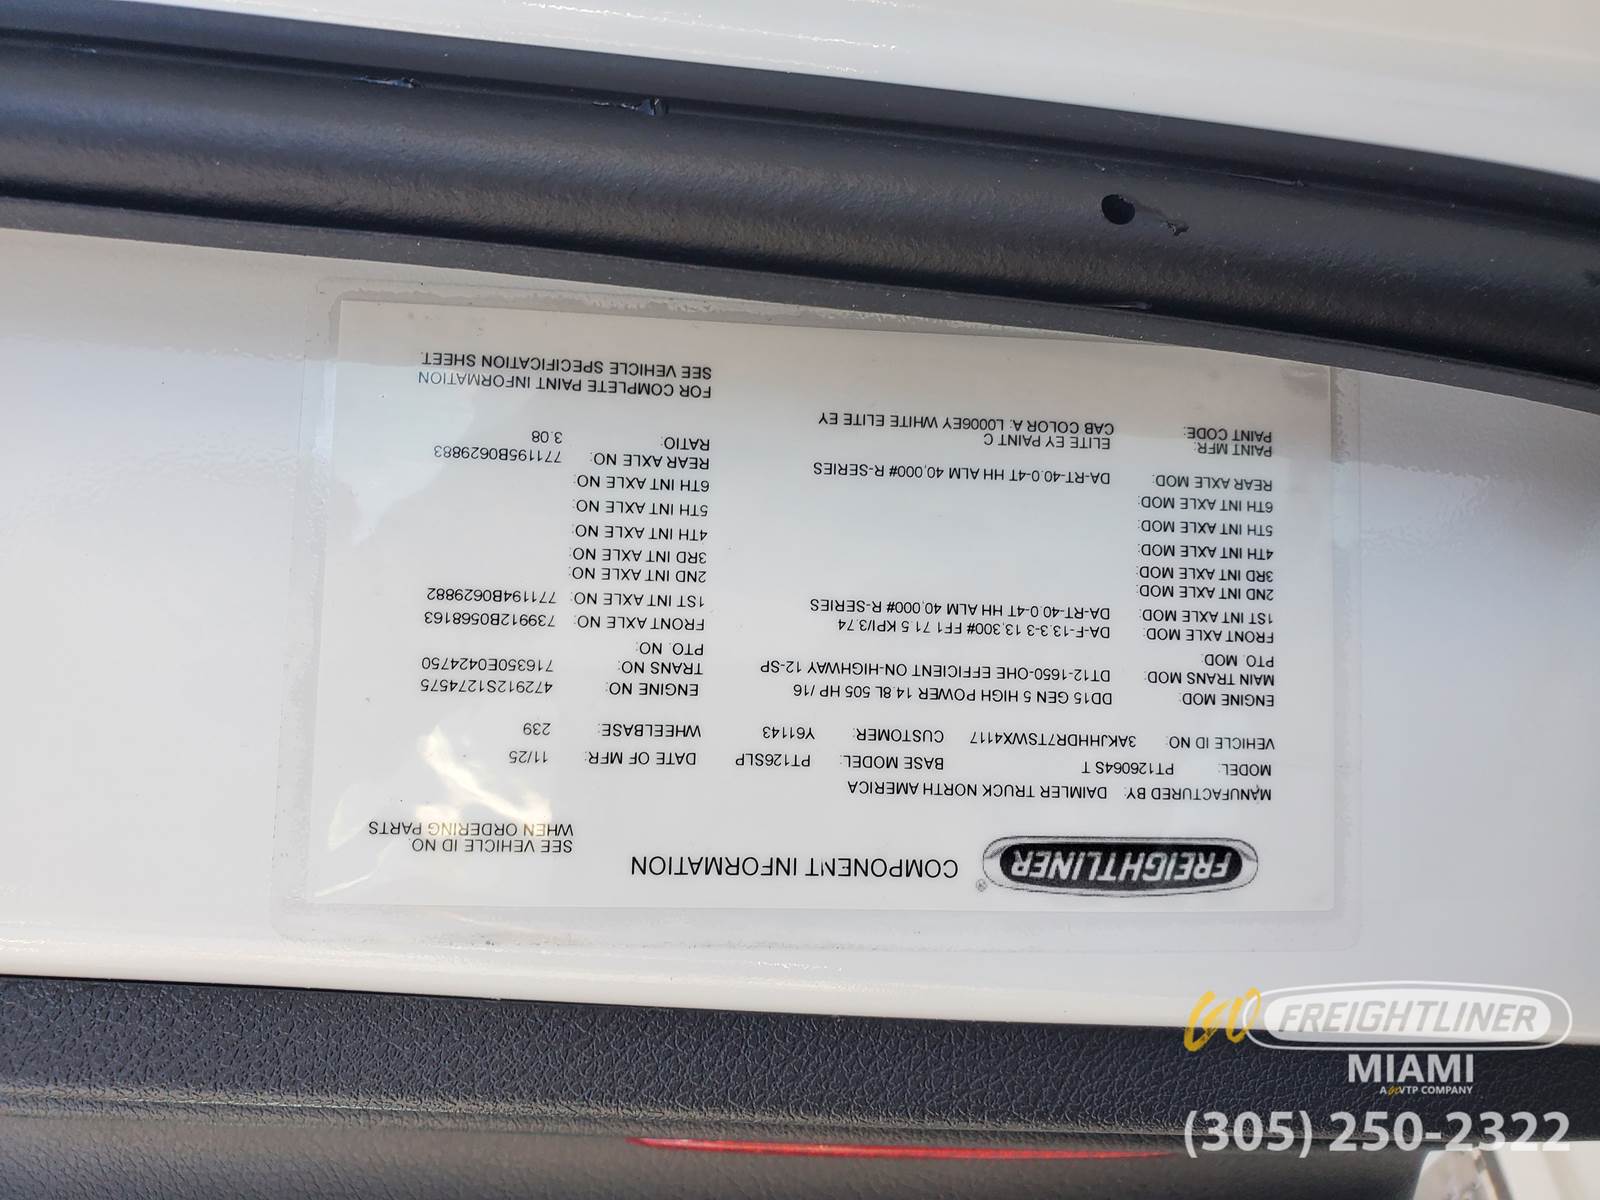 FREIGHTLINER® COMPONENT INFORMATION
SEE VEHICLE ID NO.
WHEN ORDERING PARTS
MANUFACTURED BY: DAIMLER TRUCK NORTH AMERICA
MODEL: PT126064S T BASE MODEL: PT126SLP DATE OF MFR: 11/25
VEHICLE ID NO: 3AKJHHDR7TSWX4117 CUSTOMER: Y61143 WHEELBASE: 239
ENGINE MOD: DD15 GEN 5 HIGH POWER 14.8L 505 HP /16 ENGINE NO: 472912S1274575
MAIN TRANS MOD: DT12-1650-OHE EFFICIENT ON-HIGHWAY 12-SP TRANS NO: 716350E0424750
PTO. MOD: PTO. NO:
FRONT AXLE MOD: DA-F-13.3-3 13,300# FF1 71.5 KPI/3.74 FRONT AXLE NO: 739912B0568163
1ST INT AXLE MOD: DA-RT-40.0-4T HH ALM 40,000# R-SERIES 1ST INT AXLE NO: 771194B0629882
2ND INT AXLE MOD: 2ND INT AXLE NO:
3RD INT AXLE MOD: 3RD INT AXLE NO:
4TH INT AXLE MOD: 4TH INT AXLE NO:
5TH INT AXLE MOD: 5TH INT AXLE NO:
6TH INT AXLE MOD: 6TH INT AXLE NO:
REAR AXLE MOD: DA-RT-40.0-4T HH ALM 40,000# R-SERIES REAR AXLE NO: 771195B0629883
RATIO: 3.08
PAINT MFR: ELITE EY PAINT C
PAINT CODE: CAB COLOR A: L0006EY WHITE ELITE EY
FOR COMPLETE PAINT INFORMATION
SEE VEHICLE SPECIFICATION SHEET.
GO FREIGHTLINER
MIAMI
A GO VTP COMPANY
(305) 250-2322